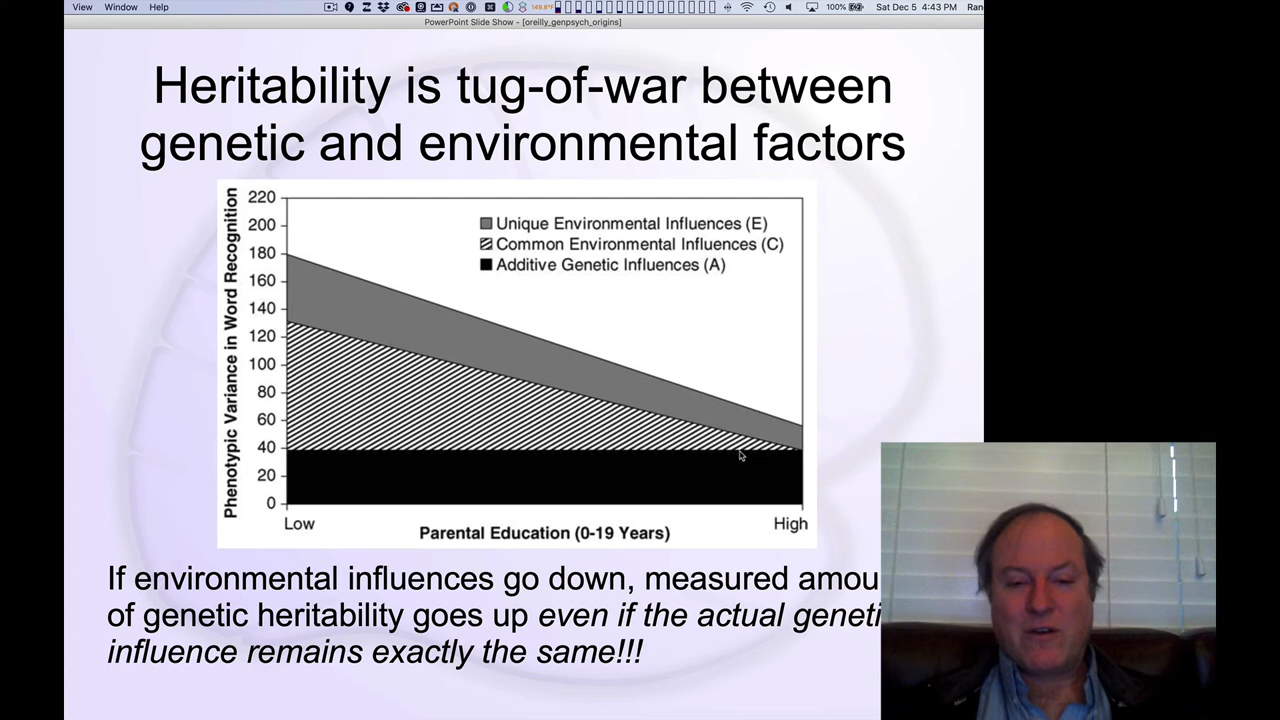 View Window Help 149.6°F 100% Sat Dec 5 4:43 PM
PowerPoint Slide Show - [oreilly_genpsych_origins]
Heritability is tug-of-war between
genetic and environmental factors
Phenotypic Variance in Word Recognition
220
200
180
160
140
120
100
80
60
40
20
0
Unique Environmental Influences (E)
Common Environmental Influences (C)
Additive Genetic Influences (A)
Low
High
Parental Education (0-19 Years)
If environmental influences go down, measured amou
of genetic heritability goes up even if the actual geneti
influence remains exactly the same!!!